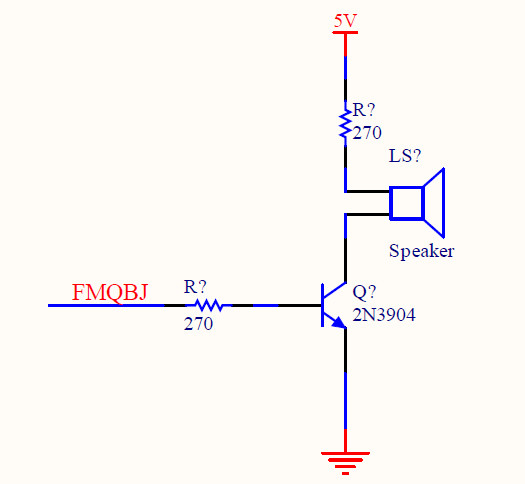 5V
R?
270
LS?
Speaker
FMQBJ
R?
270
Q?
2N3904